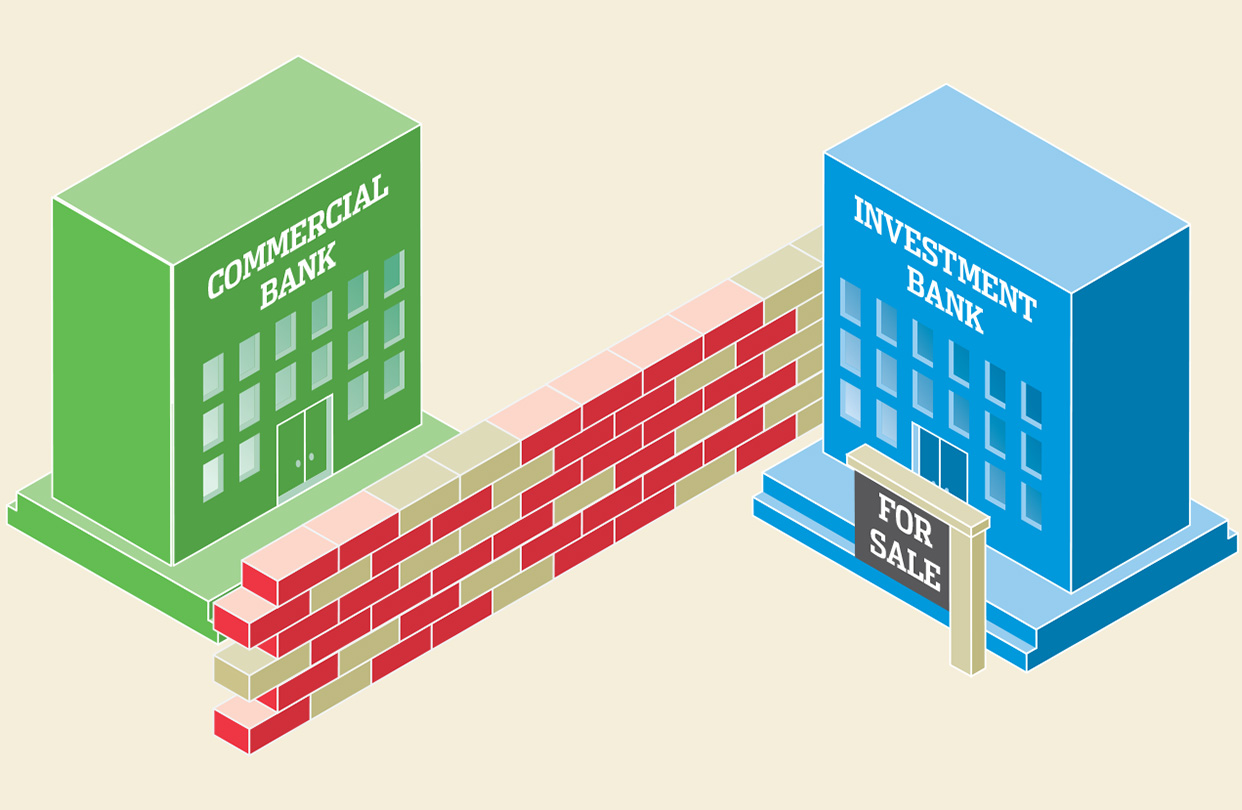 COMMERCIAL
BANK
INVESTMENT
BANK
FOR
SALE